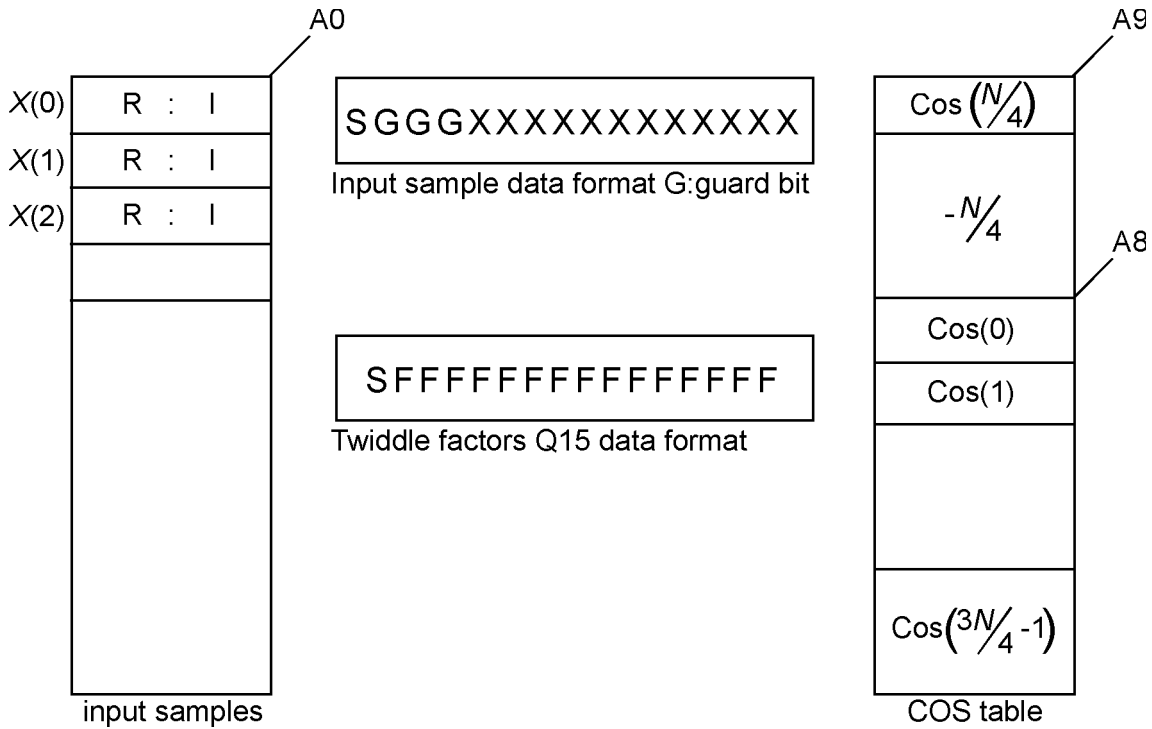 A0
X(0) R : I
X(1) R : I
X(2) R : I
input samples
SGGGXXXXXXXXXXXX
Input sample data format G:guard bit
SFFFFFFFFFFFFFFF
Twiddle factors Q15 data format
A9
Cos(N/4)
-N/4
A8
Cos(0)
Cos(1)
Cos(3N/4 -1)
COS table